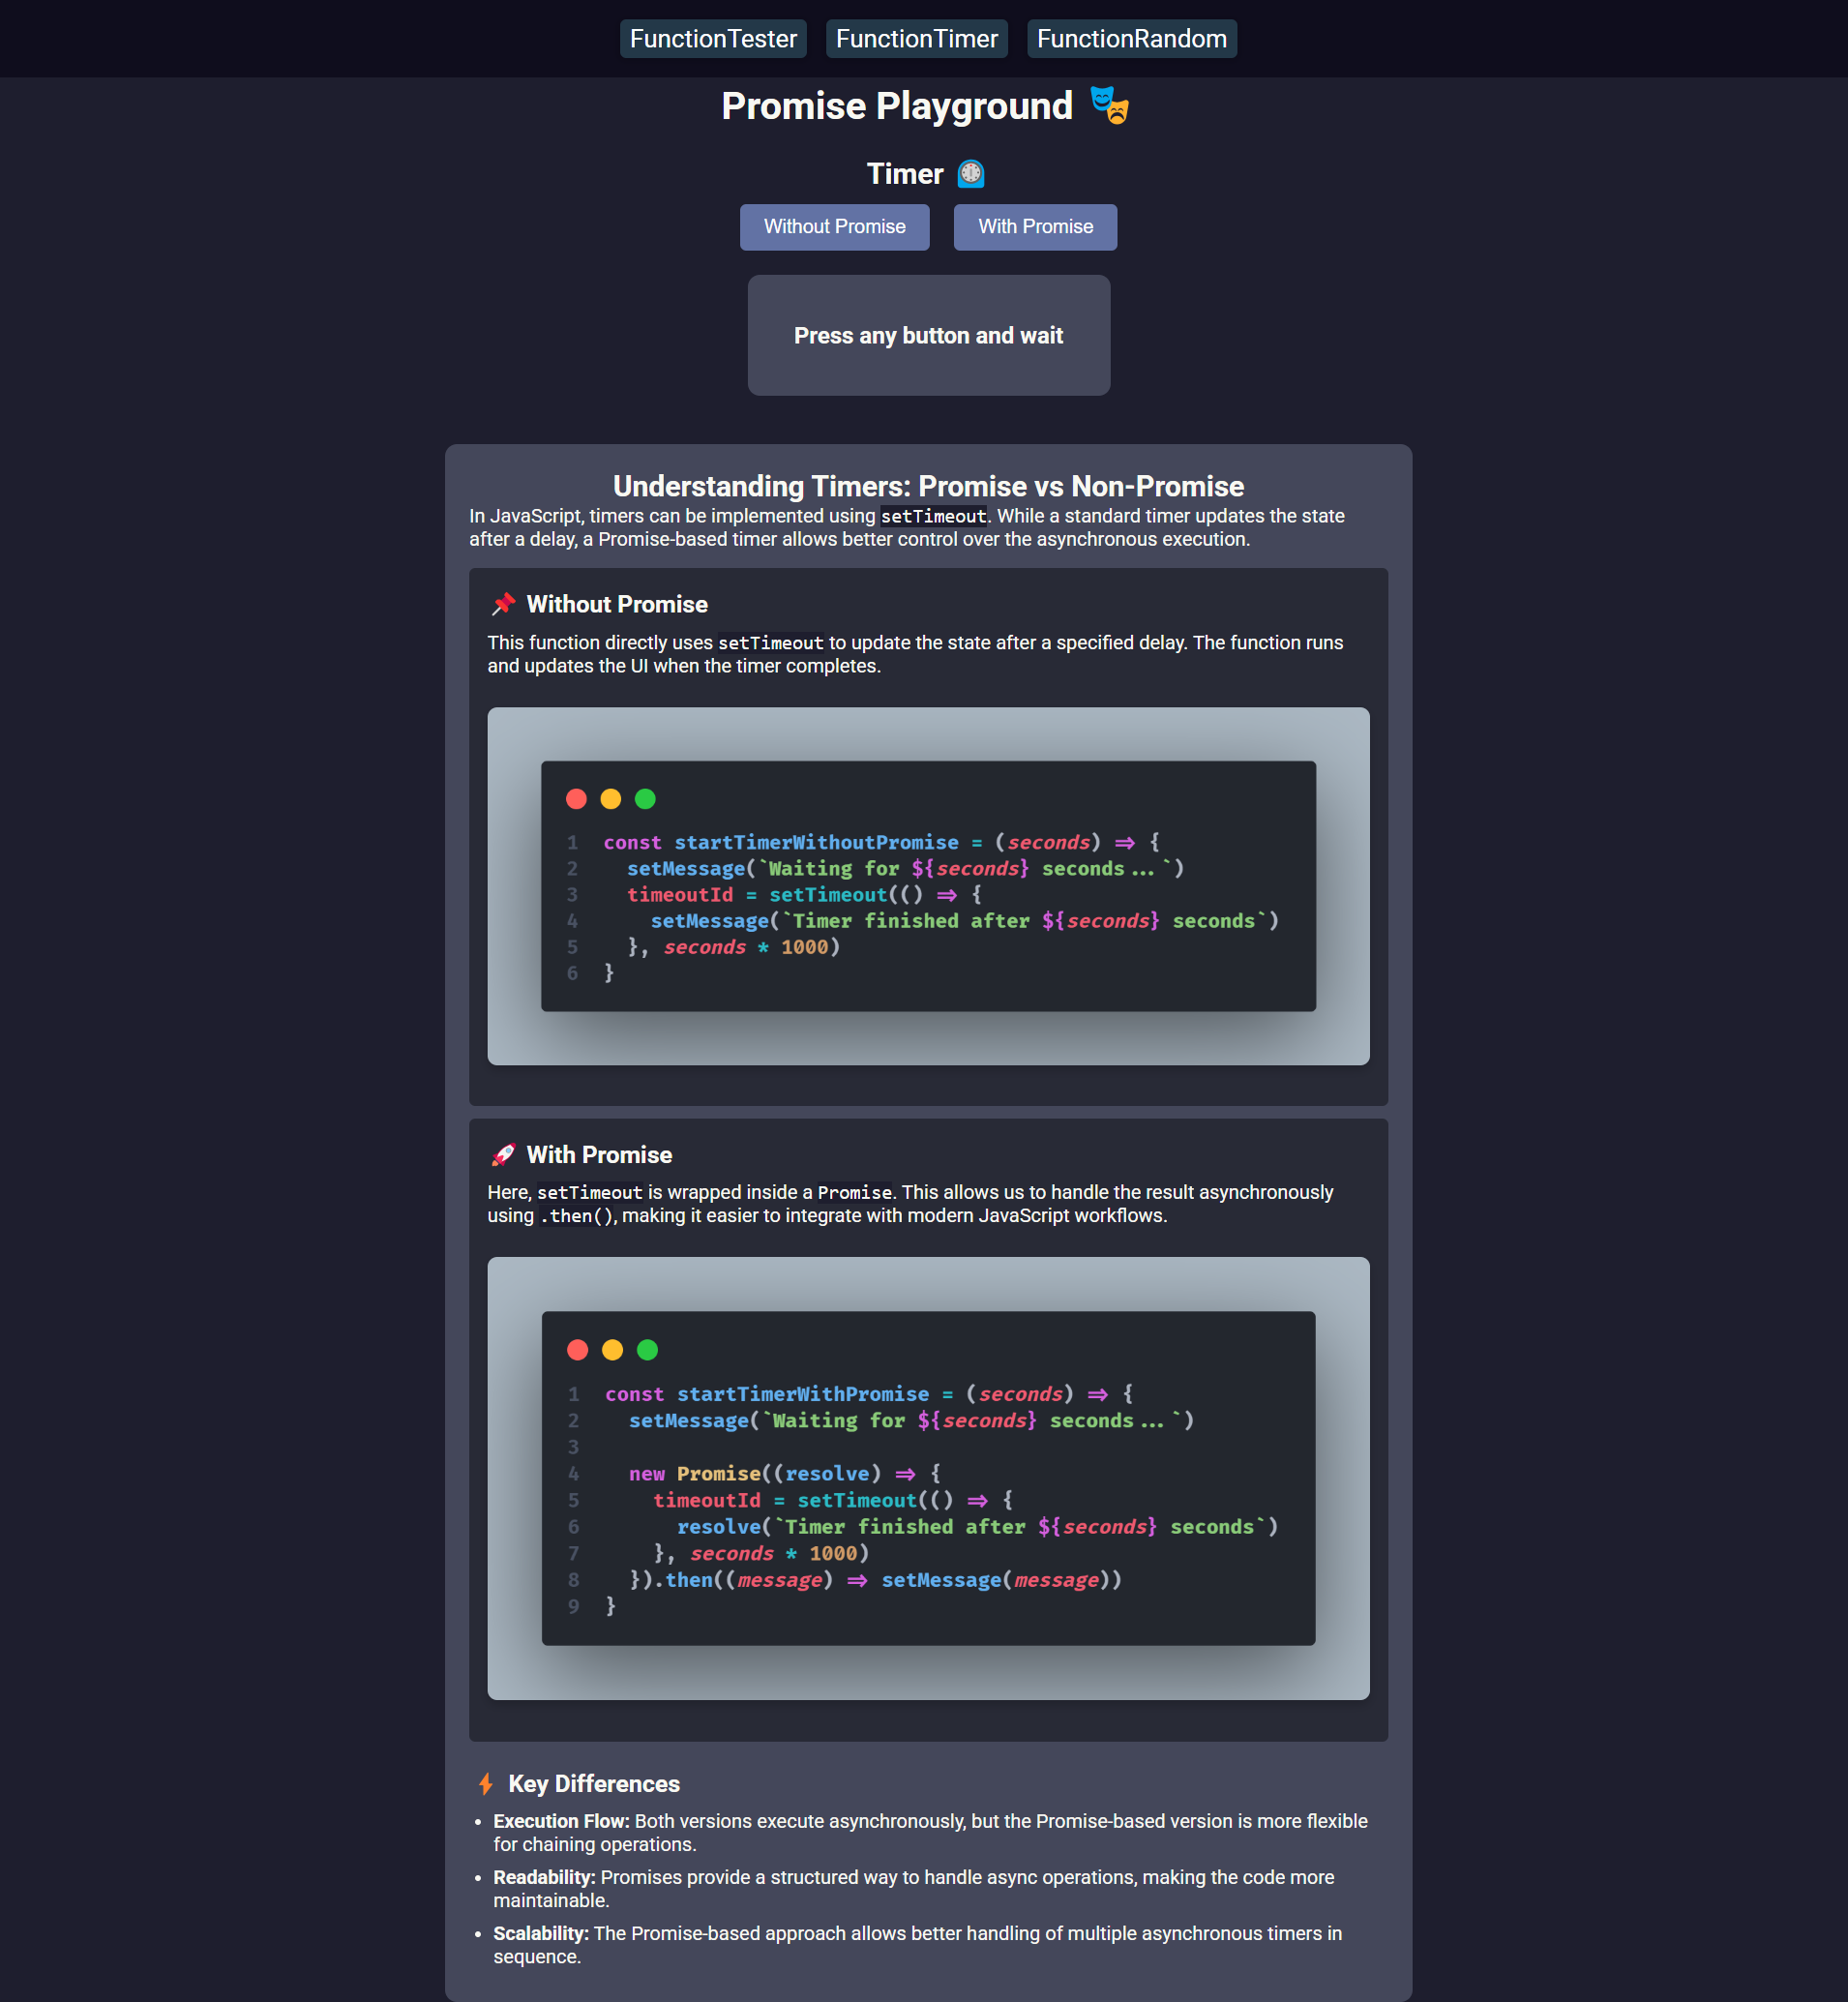 FunctionTester FunctionTimer FunctionRandom
Promise Playground 🎭
Timer ⏲️
Without Promise With Promise
Press any button and wait
Understanding Timers: Promise vs Non-Promise
In JavaScript, timers can be implemented using setTimeout. While a standard timer updates the state
after a delay, a Promise-based timer allows better control over the asynchronous execution.
📌 Without Promise
This function directly uses setTimeout to update the state after a specified delay. The function runs
and updates the UI when the timer completes.
1 const startTimerWithoutPromise = (seconds) => {
2   setMessage(`Waiting for ${seconds} seconds...`)
3   timeoutId = setTimeout(() => {
4     setMessage(`Timer finished after ${seconds} seconds`)
5   }, seconds * 1000)
6 }
🚀 With Promise
Here, setTimeout is wrapped inside a Promise. This allows us to handle the result asynchronously
using .then(), making it easier to integrate with modern JavaScript workflows.
1 const startTimerWithPromise = (seconds) => {
2   setMessage(`Waiting for ${seconds} seconds...`)
3
4   new Promise((resolve) => {
5     timeoutId = setTimeout(() => {
6       resolve(`Timer finished after ${seconds} seconds`)
7     }, seconds * 1000)
8   }).then((message) => setMessage(message))
9 }
⚡ Key Differences
• Execution Flow: Both versions execute asynchronously, but the Promise-based version is more flexible
for chaining operations.
• Readability: Promises provide a structured way to handle async operations, making the code more
maintainable.
• Scalability: The Promise-based approach allows better handling of multiple asynchronous timers in
sequence.